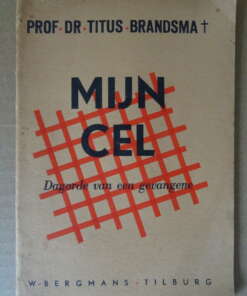 PROF · DR · TITUS · BRANDSMA †
MIJN
CEL
Dagorde van een gevangene
W · BERGMANS · TILBURG